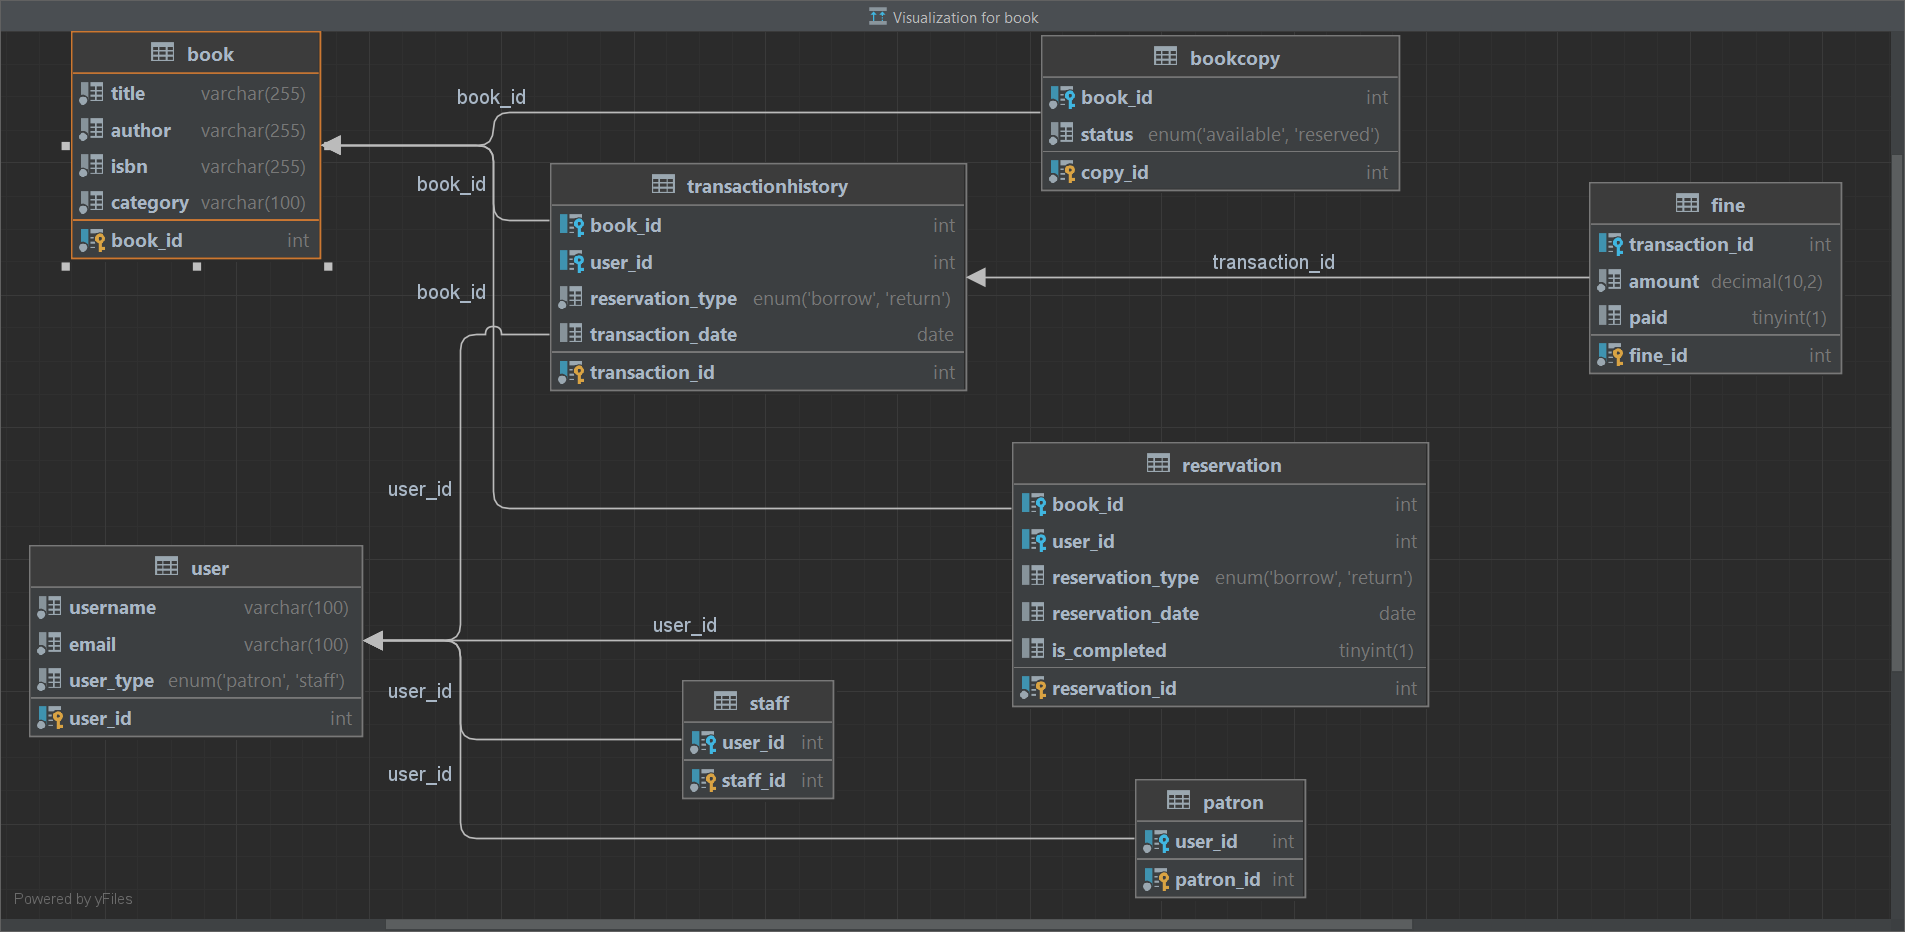 Visualization for book
book
title varchar(255)
author varchar(255)
isbn varchar(255)
category varchar(100)
book_id int
bookcopy
book_id int
status enum('available', 'reserved')
copy_id int
book_id
book_id
book_id
transactionhistory
book_id int
user_id int
reservation_type enum('borrow', 'return')
transaction_date date
transaction_id int
transaction_id
fine
transaction_id int
amount decimal(10,2)
paid tinyint(1)
fine_id int
reservation
book_id int
user_id int
reservation_type enum('borrow', 'return')
reservation_date date
is_completed tinyint(1)
reservation_id int
user_id
user_id
user_id
user_id
user
username varchar(100)
email varchar(100)
user_type enum('patron', 'staff')
user_id int
staff
user_id int
staff_id int
patron
user_id int
patron_id int
Powered by yFiles